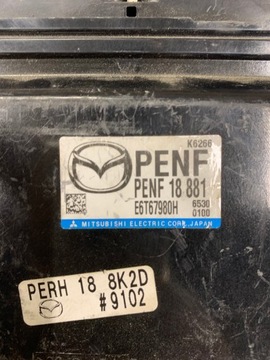 K6266
PENF
PENF 18 881
E6T67980H
6530
0100
MITSUBISHI ELECTRIC CORP. JAPAN
PERH 18 8K2D
#9102